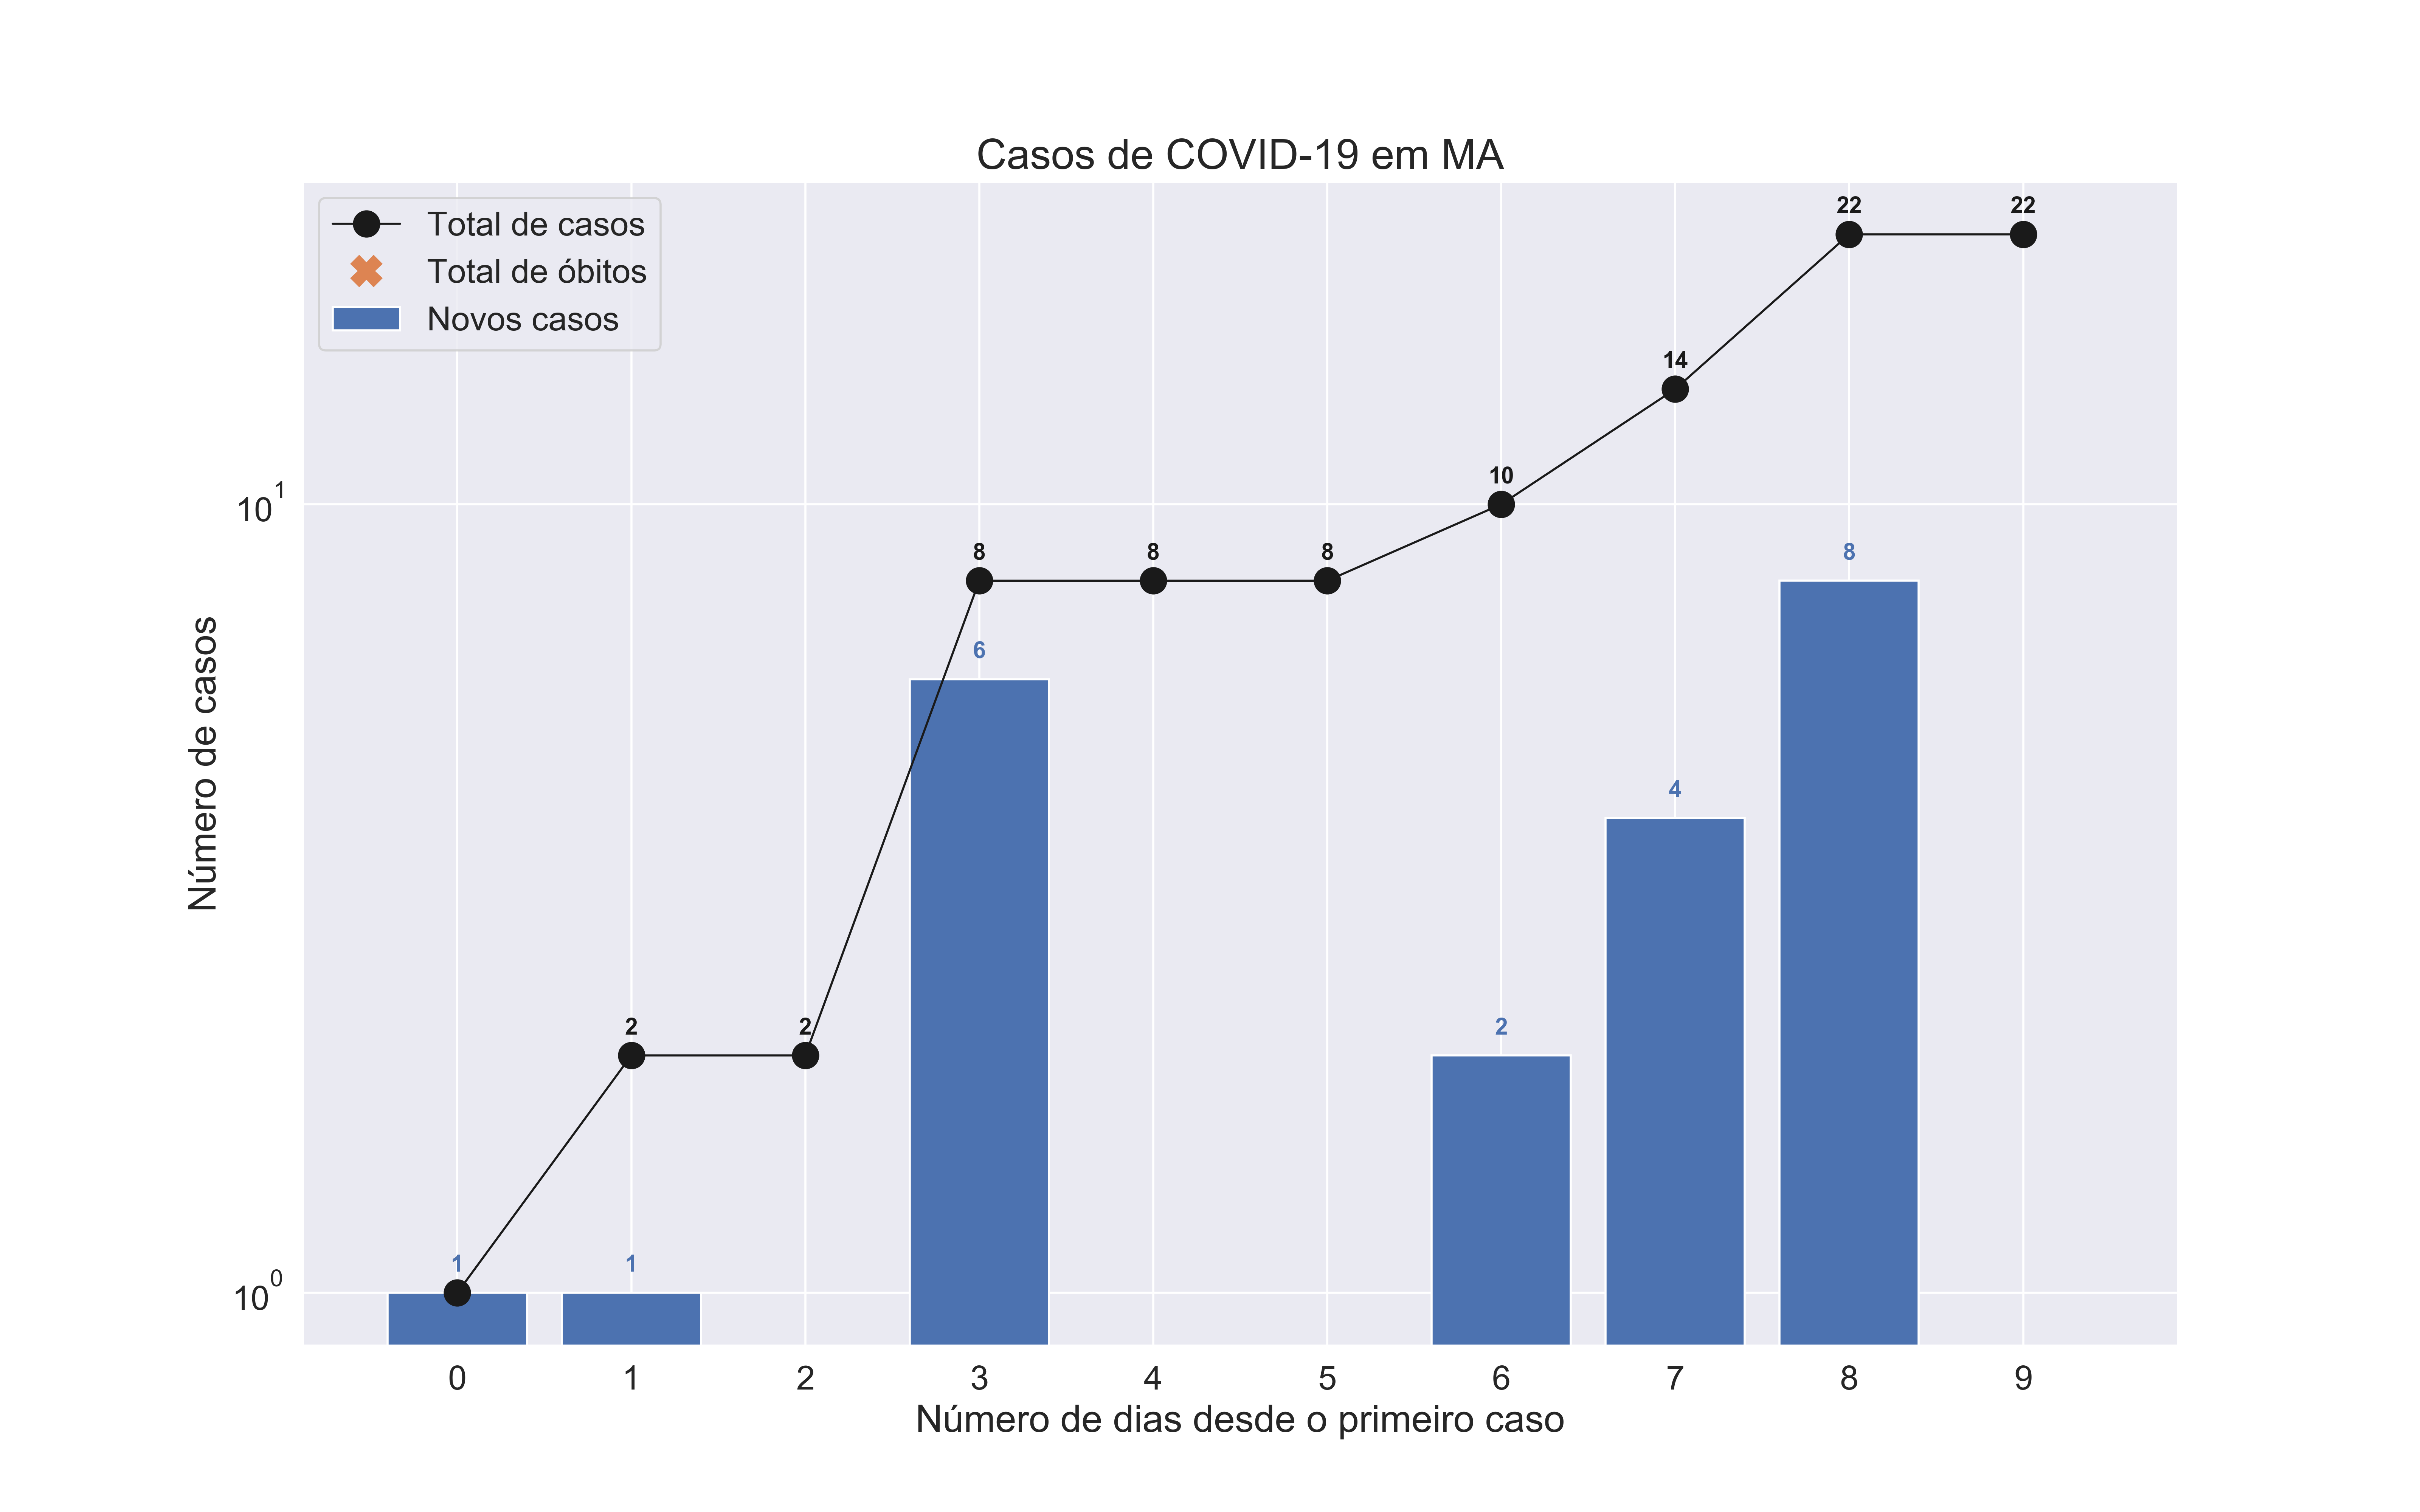 Casos de COVID-19 em MA
Total de casos
Total de óbitos
Novos casos
22
22
14
10
8
8
8
8
6
4
2
2
2
1
1
10^1
10^0
Número de casos
0 1 2 3 4 5 6 7 8 9
Número de dias desde o primeiro caso